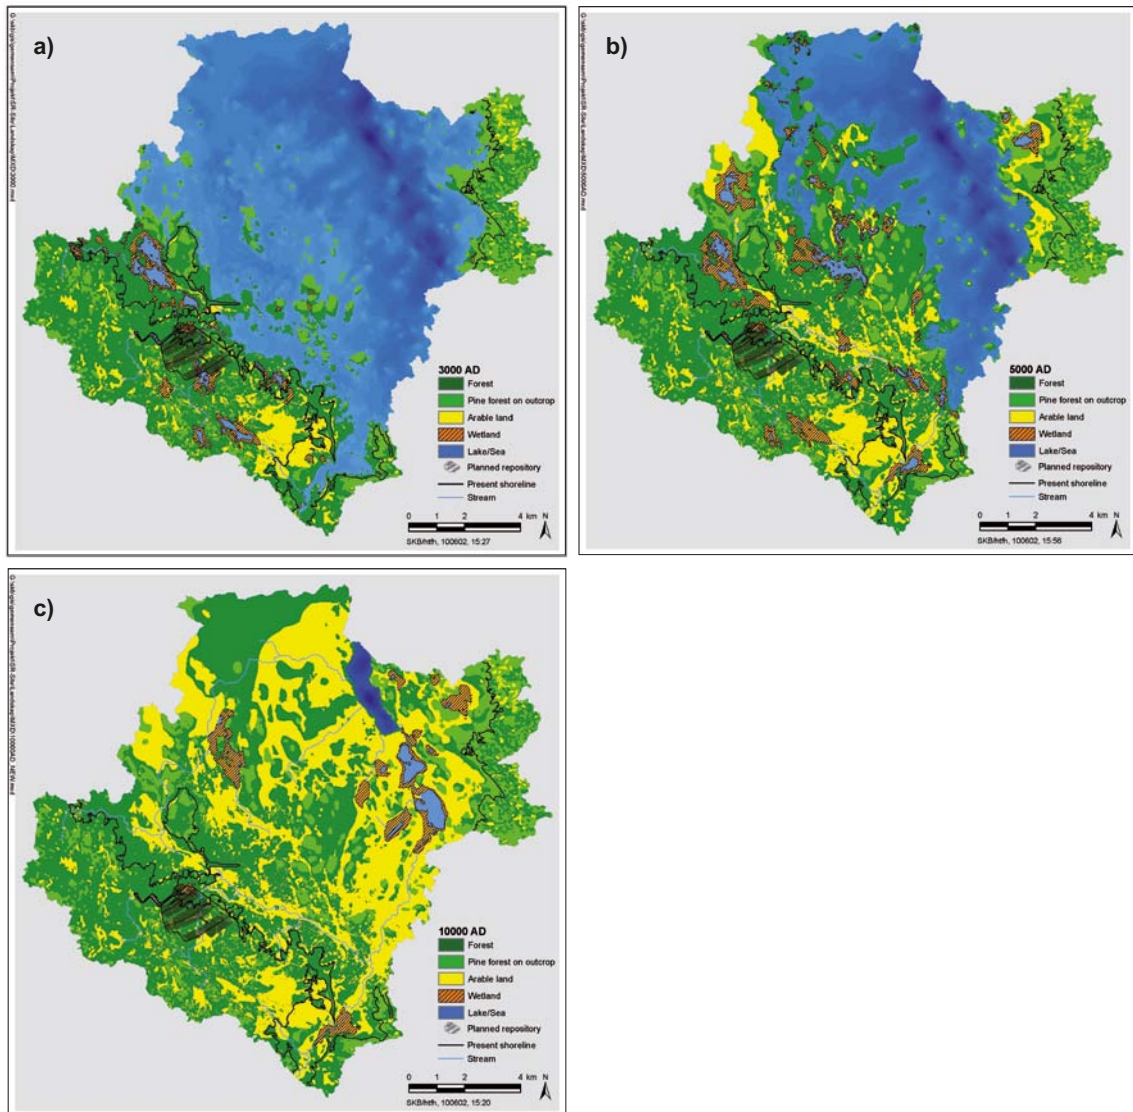 a)
3000 AD
Forest
Pine forest on outcrop
Arable land
Wetland
Lake/Sea
Planned repository
Present shoreline
Stream
0 1 2 4 km N
SKB/hfth, 100602, 15:27
b)
5000 AD
Forest
Pine forest on outcrop
Arable land
Wetland
Lake/Sea
Planned repository
Present shoreline
Stream
0 1 2 4 km N
SKB/hfth, 100602, 15:56
c)
10000 AD
Forest
Pine forest on outcrop
Arable land
Wetland
Lake/Sea
Planned repository
Present shoreline
Stream
0 1 2 4 km N
SKB/hfth, 100602, 15:20